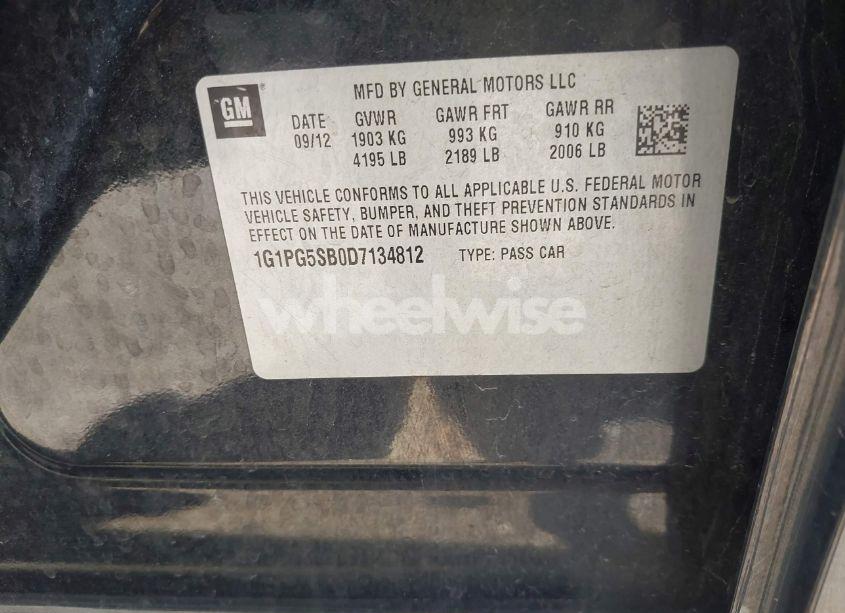 GM
MFD BY GENERAL MOTORS LLC
DATE GVWR GAWR FRT GAWR RR
09/12 1903 KG 993 KG 910 KG
4195 LB 2189 LB 2006 LB
THIS VEHICLE CONFORMS TO ALL APPLICABLE U.S. FEDERAL MOTOR
VEHICLE SAFETY, BUMPER, AND THEFT PREVENTION STANDARDS IN
EFFECT ON THE DATE OF MANUFACTURE SHOWN ABOVE.
1G1PG5SB0D7134812 TYPE: PASS CAR
wheelwise